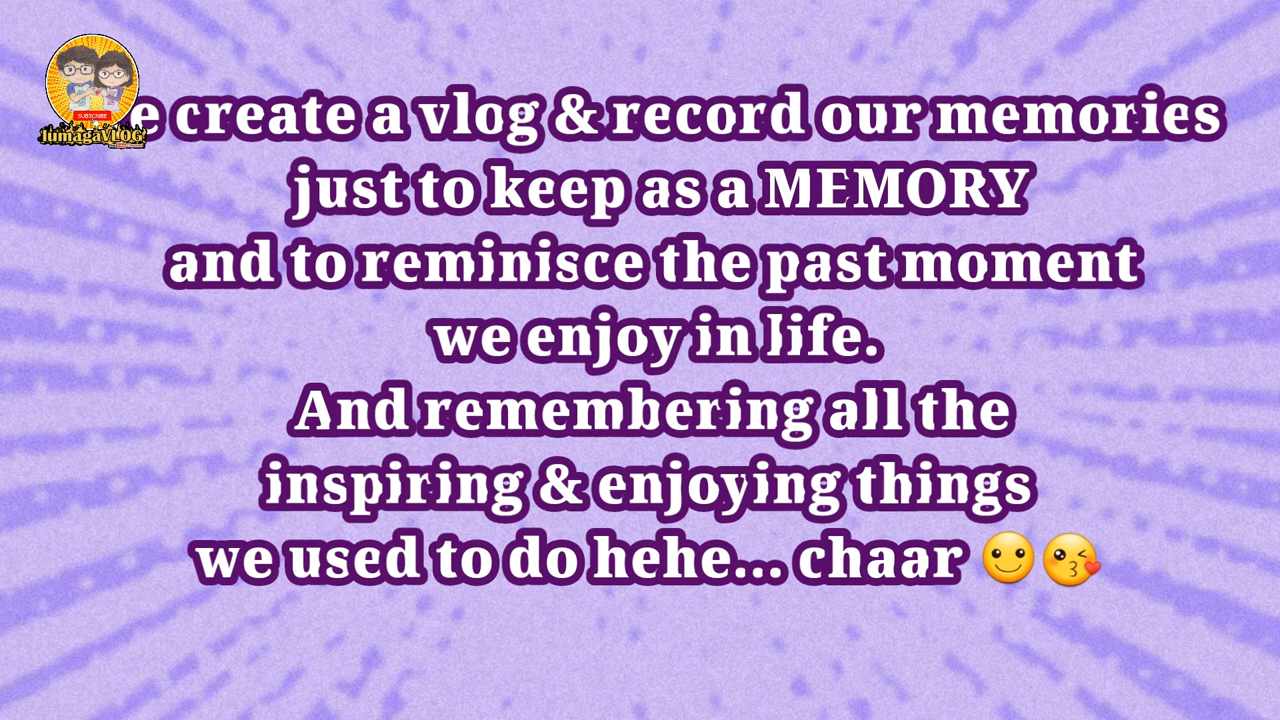 SUBSCRIBE
e create a vlog & record our memories
just to keep as a MEMORY
and to reminisce the past moment
we enjoy in life.
And remembering all the
inspiring & enjoying things
we used to do hehe... chaar 🙂😘